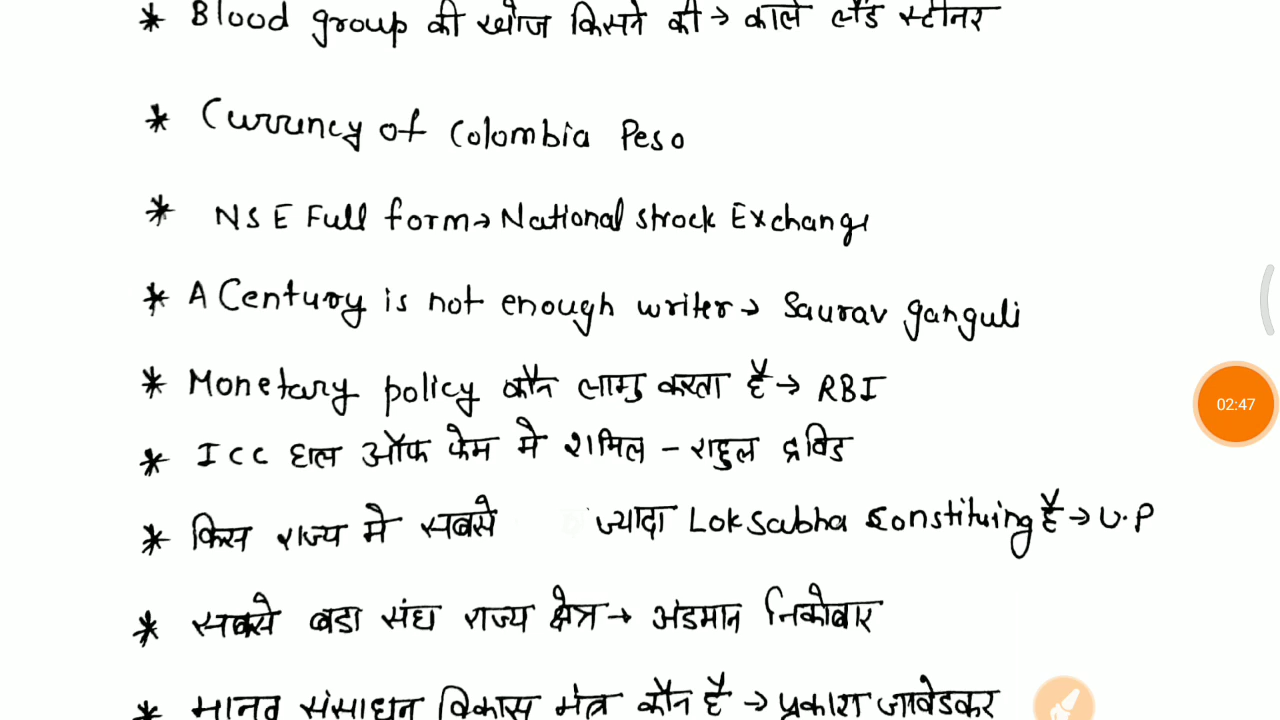 * Blood group की खोज किसने की → कार्ल लैंड स्टीनर
* Currency of Colombia Peso
* NSE Full form → National Strock Exchange
* A Century is not enough writer → Saurav ganguli
* Monetary policy कौन लागु करता है → RBI
* ICC हाल ऑफ फेम मे शामिल - राहुल द्रविड
* किस राज्य मे सबसे ज्यादा Loksabha Constituing है → U.P
* सबसे बडा संघ राज्य क्षेत्र → अंडमान निकोबार
* मानव संसाधन विकास मंत्र कौन है → प्रकाश जावेडकर
02:47